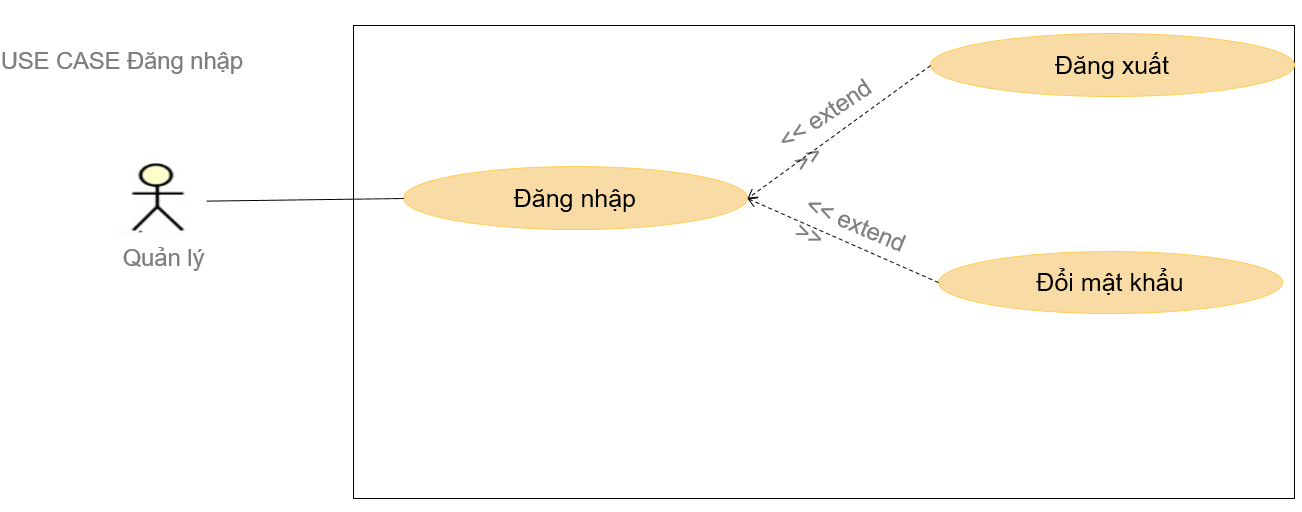 USE CASE Đăng nhập
Đăng xuất
<< extend
>>
Đăng nhập
<< extend
>>
Quản lý
Đổi mật khẩu